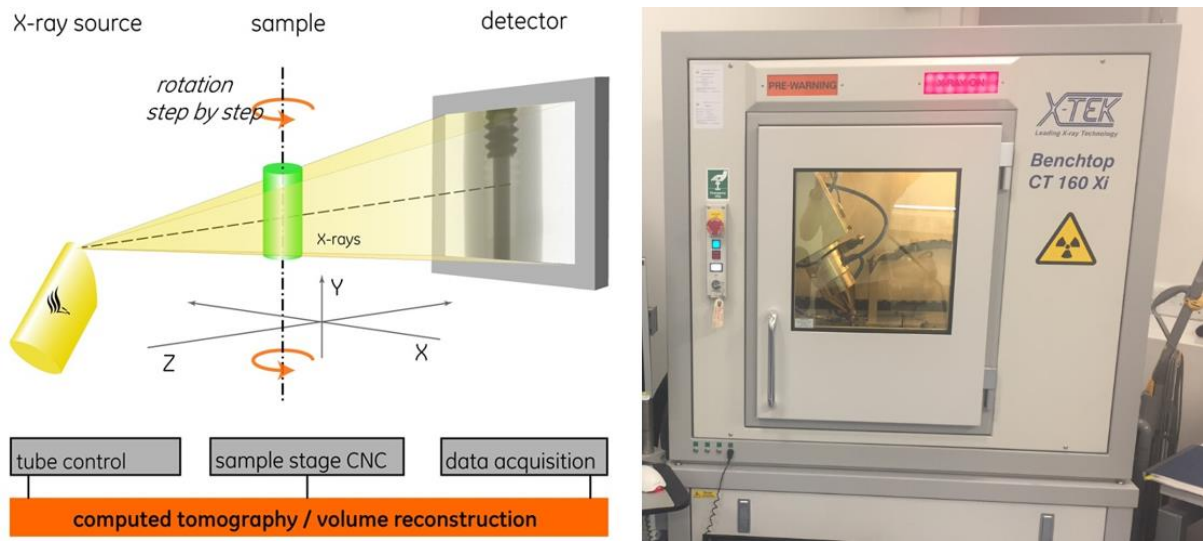 X-ray source
sample
detector
rotation
step by step
X-rays
Y
Z
X
tube control
sample stage CNC
data acquisition
computed tomography / volume reconstruction
PRE-WARNING
X-TEK
Leading X-ray Technology
Benchtop
CT 160 Xi